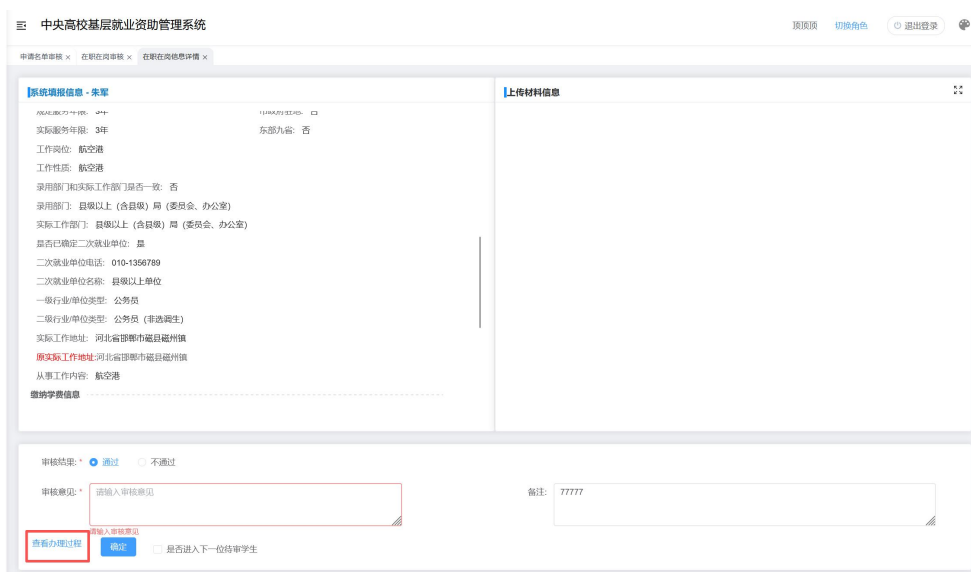 中央高校基层就业资助管理系统
顶顶顶 切换角色 退出登录
申请名单审核 × 在职在岗审核 × 在职在岗信息详情 ×
系统填报信息 - 朱军
上传材料信息
规定服务年限: 3年 市政府驻地: 否
实际服务年限: 3年 东部九省: 否
工作岗位: 航空港
工作性质: 航空港
录用部门和实际工作部门是否一致: 否
录用部门: 县级以上（含县级）局（委员会、办公室）
实际工作部门: 县级以上（含县级）局（委员会、办公室）
是否已确定二次就业单位: 是
二次就业单位电话: 010-1356789
二次就业单位名称: 县级以上单位
一级行业/单位类型: 公务员
二级行业/单位类型: 公务员（非选调生）
实际工作地址: 河北省邯郸市磁县磁州镇
原实际工作地址:河北省邯郸市磁县磁州镇
从事工作内容: 航空港
缴纳学费信息
审核结果: * 通过 不通过
审核意见: * 请输入审核意见
备注: 77777
请输入审核意见
查看办理过程 确定 是否进入下一位待审学生